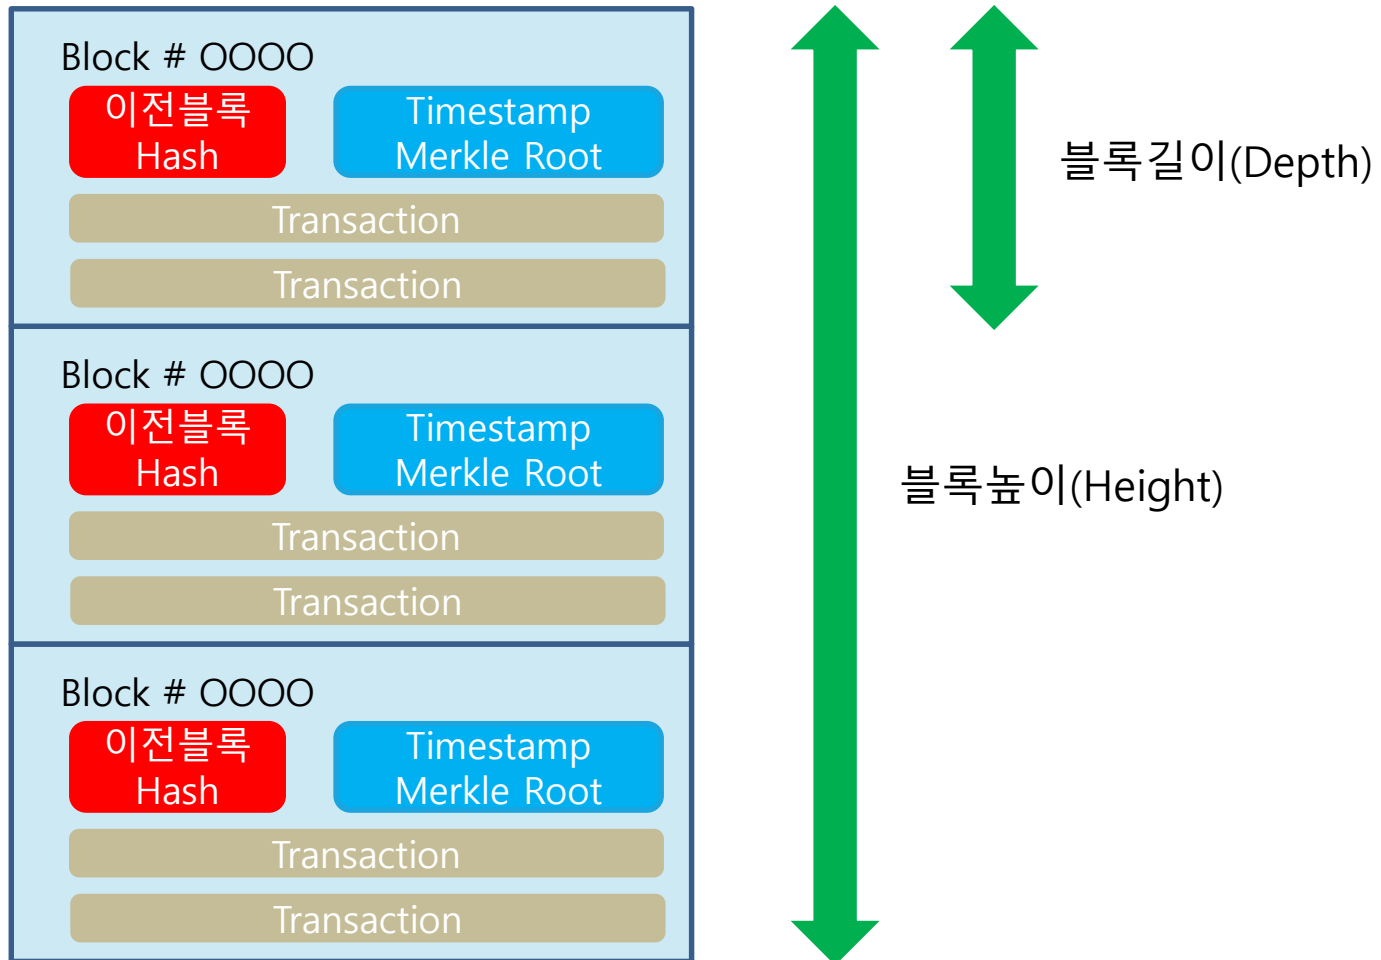 Block # OOOO
이전블록
Hash
Timestamp
Merkle Root
Transaction
Transaction
블록길이(Depth)
Block # OOOO
이전블록
Hash
Timestamp
Merkle Root
Transaction
Transaction
블록높이(Height)
Block # OOOO
이전블록
Hash
Timestamp
Merkle Root
Transaction
Transaction